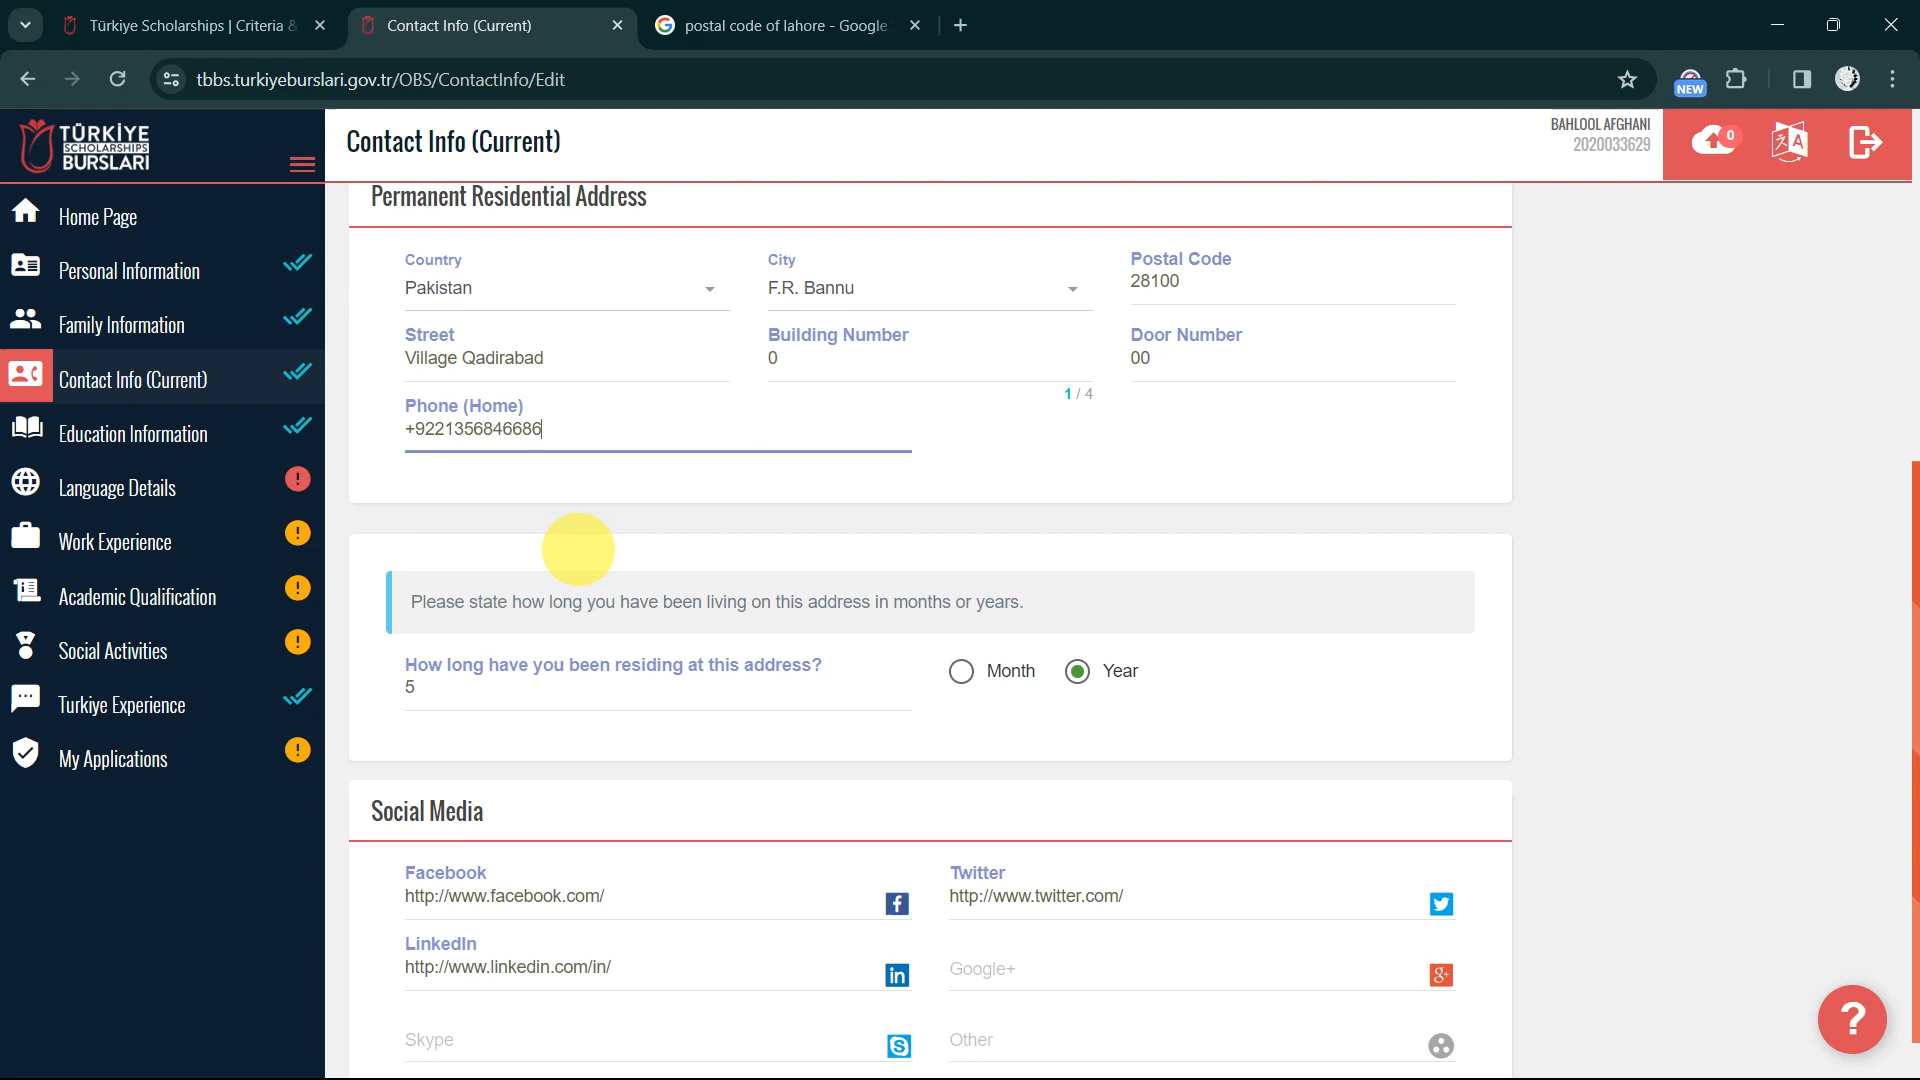 Türkiye Scholarships | Criteria &
Contact Info (Current)
postal code of lahore - Google
tbbs.turkiyeburslari.gov.tr/OBS/ContactInfo/Edit
NEW
TÜRKİYE
SCHOLARSHIPS
BURSLARI
Contact Info (Current)
BAHLOOL AFGHANI
2020033629
0
Home Page
Personal Information
Family Information
Contact Info (Current)
Education Information
Language Details
Work Experience
Academic Qualification
Social Activities
Turkiye Experience
My Applications
Permanent Residential Address
Country
Pakistan
City
F.R. Bannu
Postal Code
28100
Street
Village Qadirabad
Building Number
0
1 / 4
Door Number
00
Phone (Home)
+9221356846686
Please state how long you have been living on this address in months or years.
How long have you been residing at this address?
5
Month
Year
Social Media
Facebook
http://www.facebook.com/
Twitter
http://www.twitter.com/
LinkedIn
http://www.linkedin.com/in/
Google+
Skype
Other
?